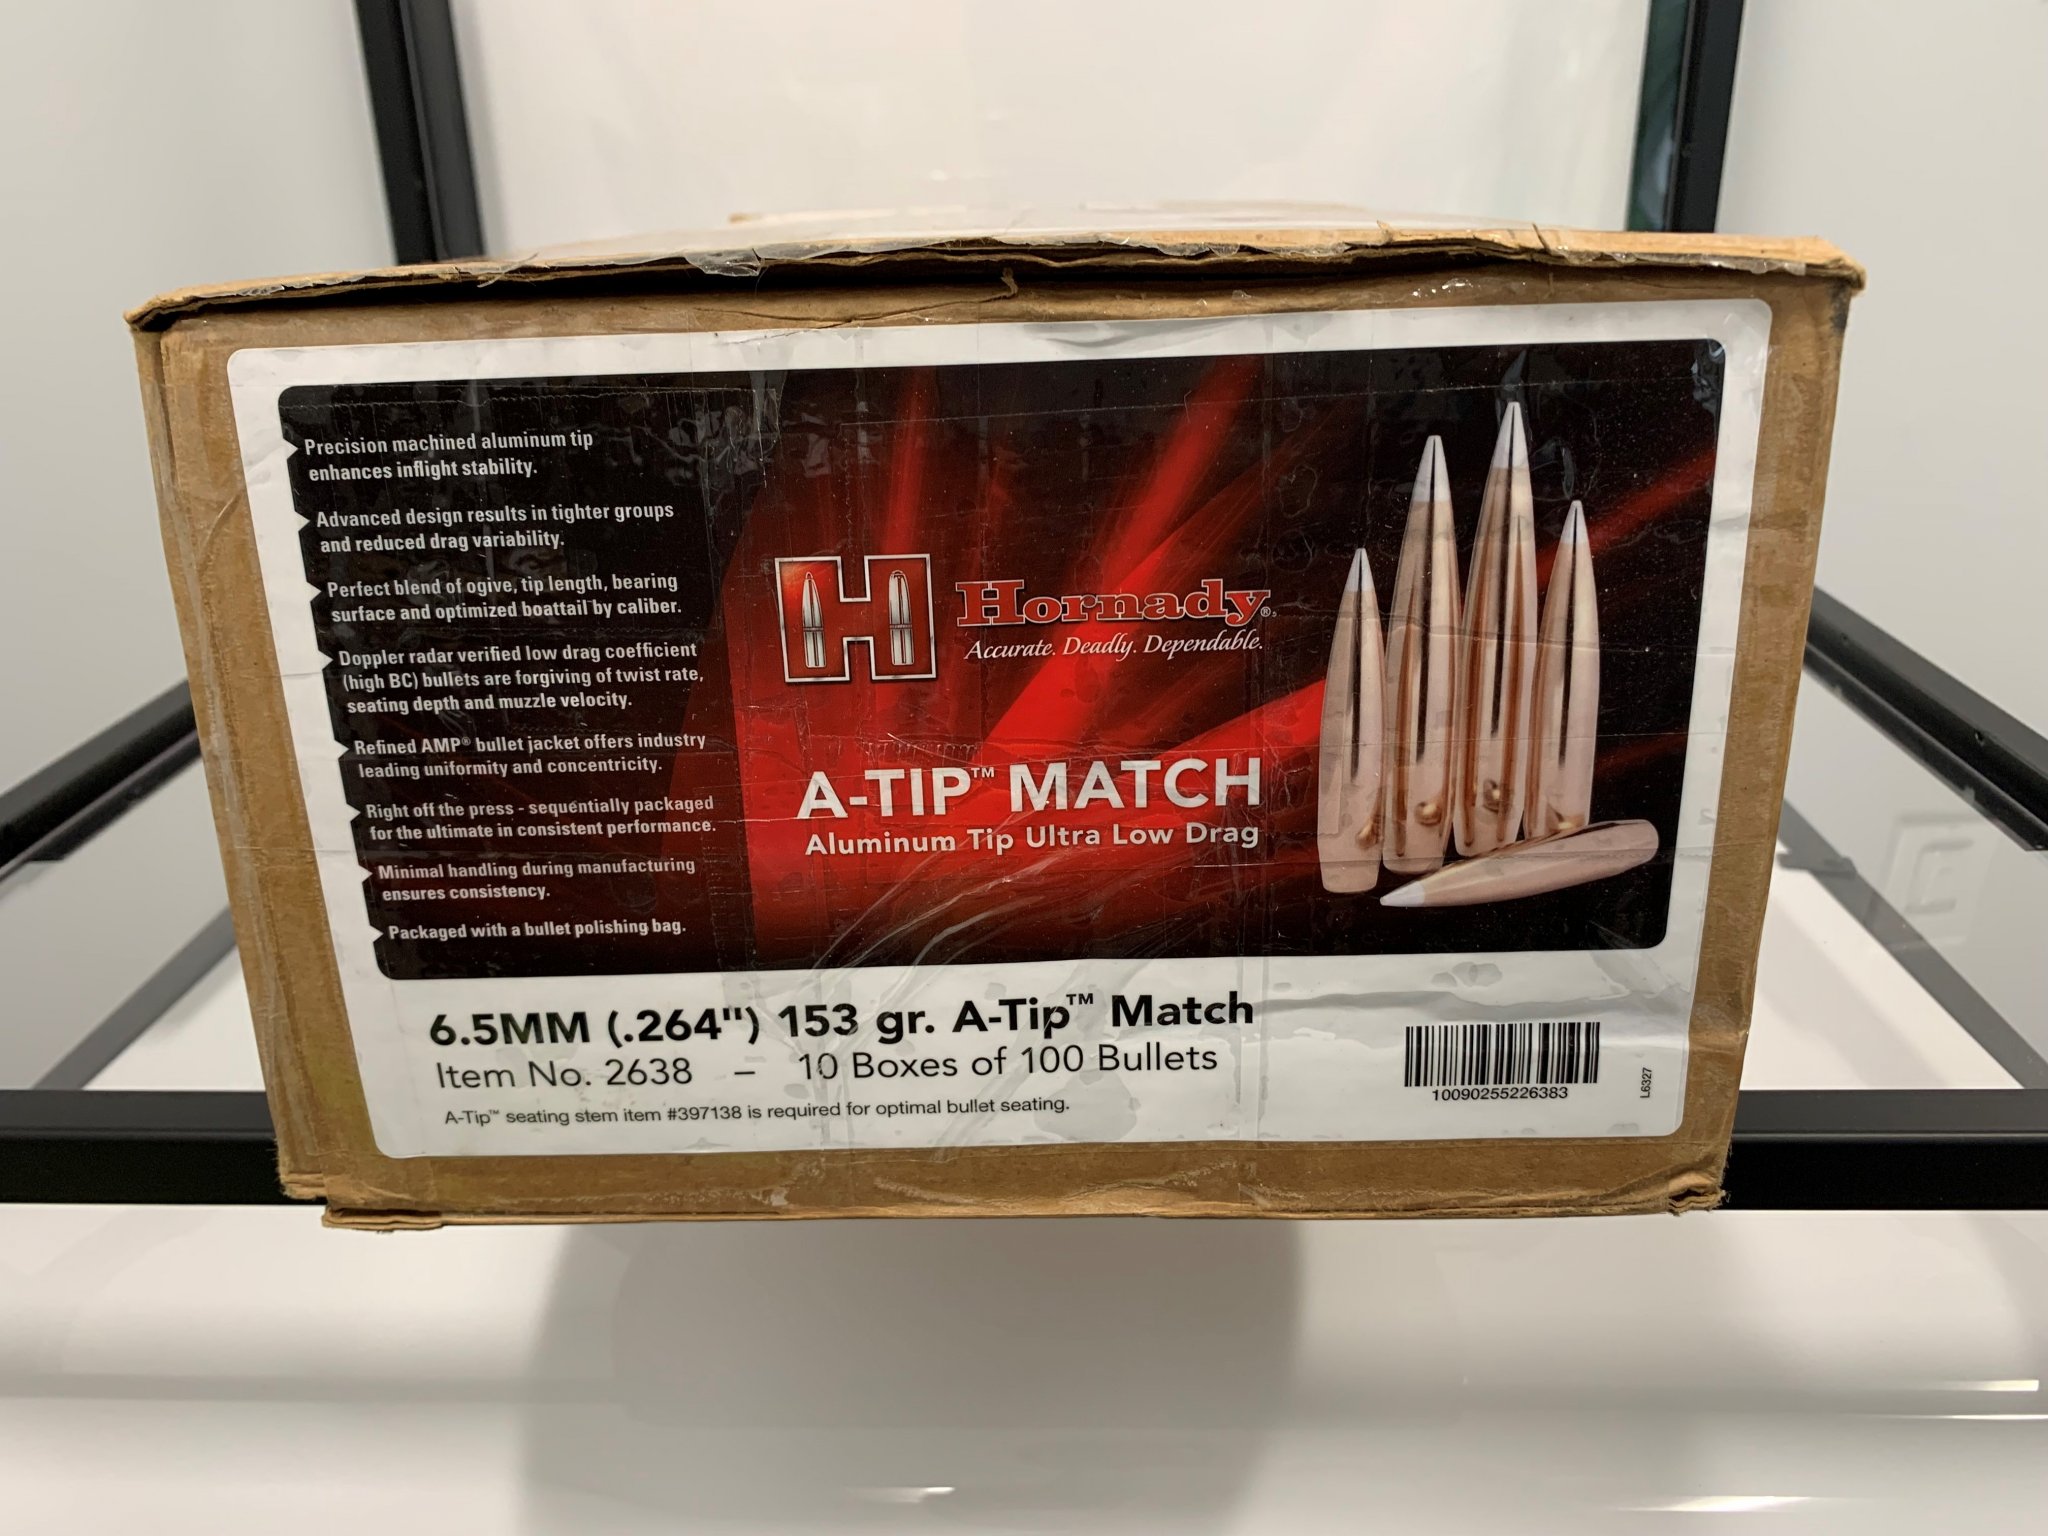 Precision machined aluminum tip
enhances inflight stability.
Advanced design results in tighter groups
and reduced drag variability.
Perfect blend of ogive, tip length, bearing
surface and optimized boattail by caliber.
Doppler radar verified low drag coefficient
(high BC) bullets are forgiving of twist rate,
seating depth and muzzle velocity.
Refined AMP® bullet jacket offers industry
leading uniformity and concentricity.
Right off the press - sequentially packaged
for the ultimate in consistent performance.
Minimal handling during manufacturing
ensures consistency.
Packaged with a bullet polishing bag.
H Hornady®
Accurate. Deadly. Dependable.
A-TIP™ MATCH
Aluminum Tip Ultra Low Drag
6.5MM (.264") 153 gr. A-Tip™ Match
Item No. 2638 – 10 Boxes of 100 Bullets
A-Tip™ seating stem item #397138 is required for optimal bullet seating.
10090255226383
L6327